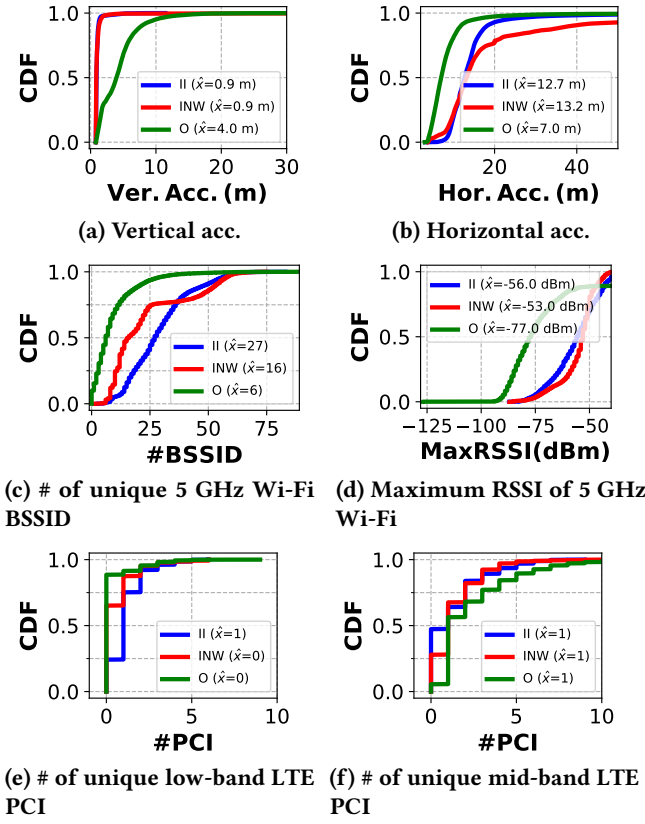 CDF
1.0
0.5
0.0
II (x̂=0.9 m)
INW (x̂=0.9 m)
O (x̂=4.0 m)
0 10 20 30
Ver. Acc. (m)
(a) Vertical acc.
CDF
1.0
0.5
0.0
II (x̂=12.7 m)
INW (x̂=13.2 m)
O (x̂=7.0 m)
20 40
Hor. Acc. (m)
(b) Horizontal acc.
CDF
1.0
0.5
0.0
II (x̂=27)
INW (x̂=16)
O (x̂=6)
0 25 50 75
#BSSID
(c) # of unique 5 GHz Wi-Fi
BSSID
CDF
1.0
0.5
0.0
II (x̂=-56.0 dBm)
INW (x̂=-53.0 dBm)
O (x̂=-77.0 dBm)
−125 −100 −75 −50
MaxRSSI(dBm)
(d) Maximum RSSI of 5 GHz
Wi-Fi
CDF
1.0
0.5
0.0
II (x̂=1)
INW (x̂=0)
O (x̂=0)
0 5 10
#PCI
(e) # of unique low-band LTE
PCI
CDF
1.0
0.5
0.0
II (x̂=1)
INW (x̂=1)
O (x̂=1)
0 5 10
#PCI
(f) # of unique mid-band LTE
PCI